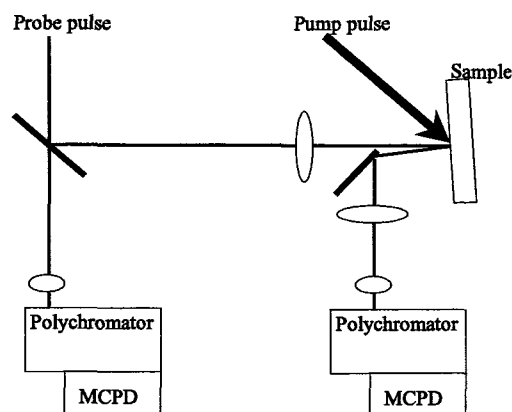 Probe pulse
Pump pulse
Sample
Polychromator
MCPD
Polychromator
MCPD